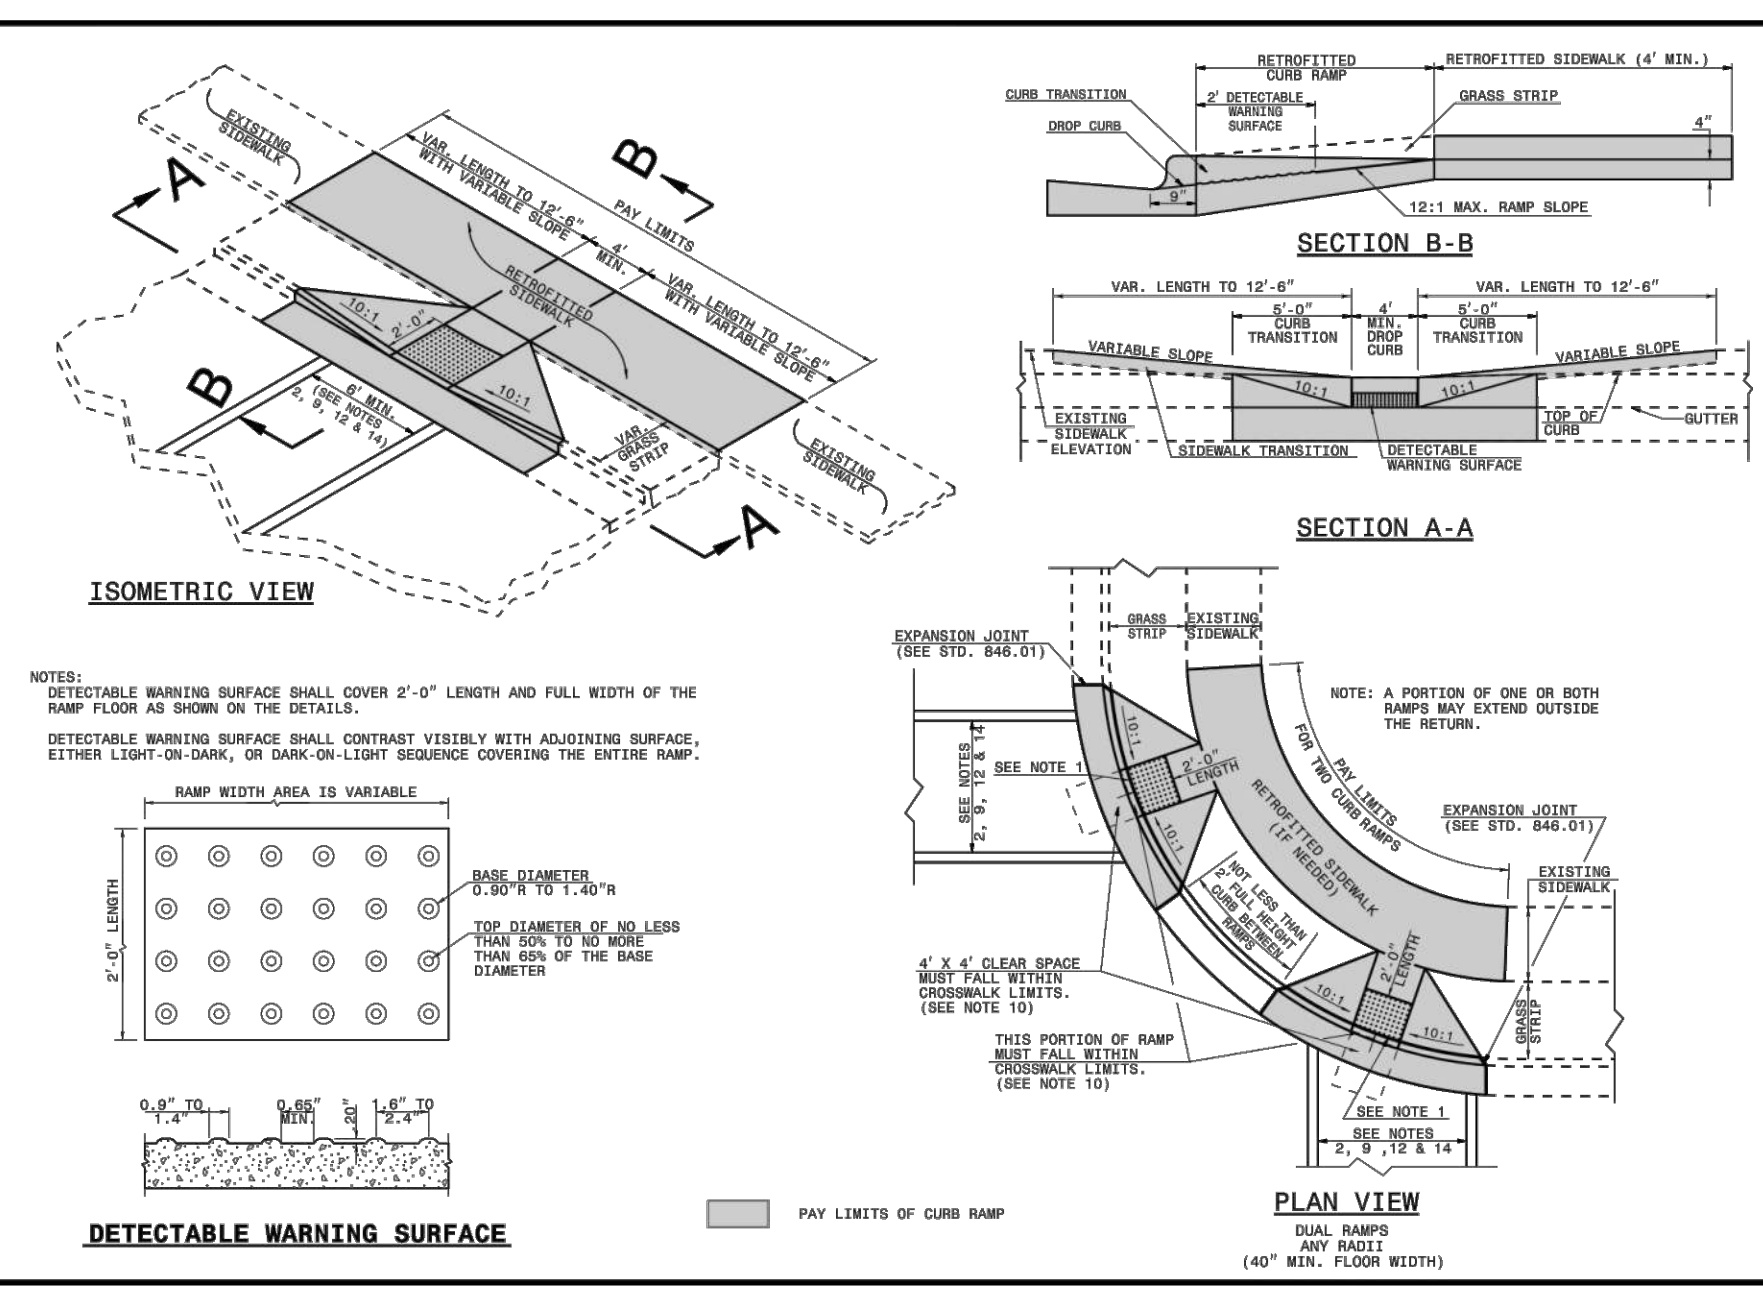 EXISTING
SIDEWALK
A
B
VAR. LENGTH TO 12'-6"
WITH VARIABLE SLOPE
PAY LIMITS
4'
MIN.
VAR. LENGTH TO 12'-6"
WITH VARIABLE SLOPE
RETROFITTED
SIDEWALK
10:1
2'-0"
10:1
B
6' MIN.
(SEE NOTES
2, 9, 12 & 14)
VAR.
GRASS
STRIP
EXISTING
SIDEWALK
A
ISOMETRIC VIEW
RETROFITTED
CURB RAMP
RETROFITTED SIDEWALK (4' MIN.)
CURB TRANSITION
2' DETECTABLE
WARNING
SURFACE
GRASS STRIP
DROP CURB
4"
9"
12:1 MAX. RAMP SLOPE
SECTION B-B
VAR. LENGTH TO 12'-6"
VAR. LENGTH TO 12'-6"
5'-0"
CURB
TRANSITION
4'
MIN.
DROP
CURB
5'-0"
CURB
TRANSITION
VARIABLE SLOPE
VARIABLE SLOPE
10:1
10:1
EXISTING
SIDEWALK
ELEVATION
SIDEWALK TRANSITION
DETECTABLE
WARNING SURFACE
TOP OF
CURB
GUTTER
SECTION A-A
NOTES:
DETECTABLE WARNING SURFACE SHALL COVER 2'-0" LENGTH AND FULL WIDTH OF THE
RAMP FLOOR AS SHOWN ON THE DETAILS.
DETECTABLE WARNING SURFACE SHALL CONTRAST VISIBLY WITH ADJOINING SURFACE,
EITHER LIGHT-ON-DARK, OR DARK-ON-LIGHT SEQUENCE COVERING THE ENTIRE RAMP.
RAMP WIDTH AREA IS VARIABLE
2'-0" LENGTH
BASE DIAMETER
0.90"R TO 1.40"R
TOP DIAMETER OF NO LESS
THAN 50% TO NO MORE
THAN 65% OF THE BASE
DIAMETER
0.9" TO
1.4"
0.65"
MIN.
.20"
1.6" TO
2.4"
DETECTABLE WARNING SURFACE
PAY LIMITS OF CURB RAMP
GRASS
STRIP
EXISTING
SIDEWALK
EXPANSION JOINT
(SEE STD. 846.01)
NOTE: A PORTION OF ONE OR BOTH
RAMPS MAY EXTEND OUTSIDE
THE RETURN.
10:1
2'-0"
LENGTH
SEE NOTES
2, 9, 12 & 14
SEE NOTE 1
10:1
PAY LIMITS
FOR TWO CURB RAMPS
RETROFITTED SIDEWALK
(IF NEEDED)
EXPANSION JOINT
(SEE STD. 846.01)
EXISTING
SIDEWALK
NOT LESS THAN
2' FULL HEIGHT
CURB BETWEEN
RAMPS
2'-0"
LENGTH
4' X 4' CLEAR SPACE
MUST FALL WITHIN
CROSSWALK LIMITS.
(SEE NOTE 10)
10:1
10:1
GRASS
STRIP
THIS PORTION OF RAMP
MUST FALL WITHIN
CROSSWALK LIMITS.
(SEE NOTE 10)
SEE NOTE 1
SEE NOTES
2, 9 ,12 & 14
PLAN VIEW
DUAL RAMPS
ANY RADII
(40" MIN. FLOOR WIDTH)